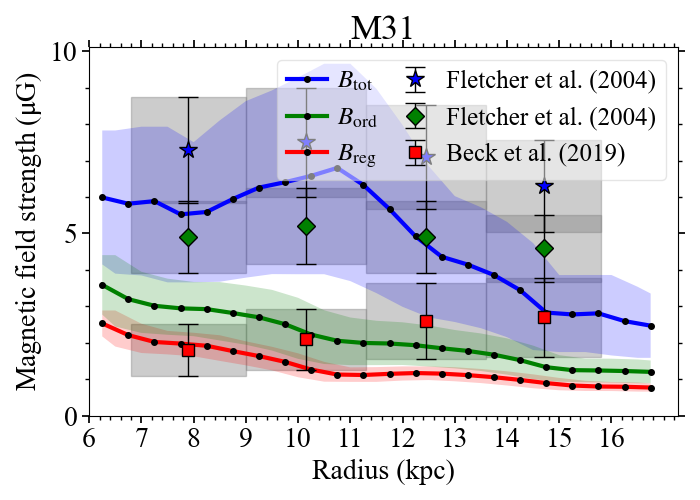 M31
Magnetic field strength (μG)
10
5
0
B_tot
B_ord
B_reg
Fletcher et al. (2004)
Fletcher et al. (2004)
Beck et al. (2019)
6 7 8 9 10 11 12 13 14 15 16
Radius (kpc)